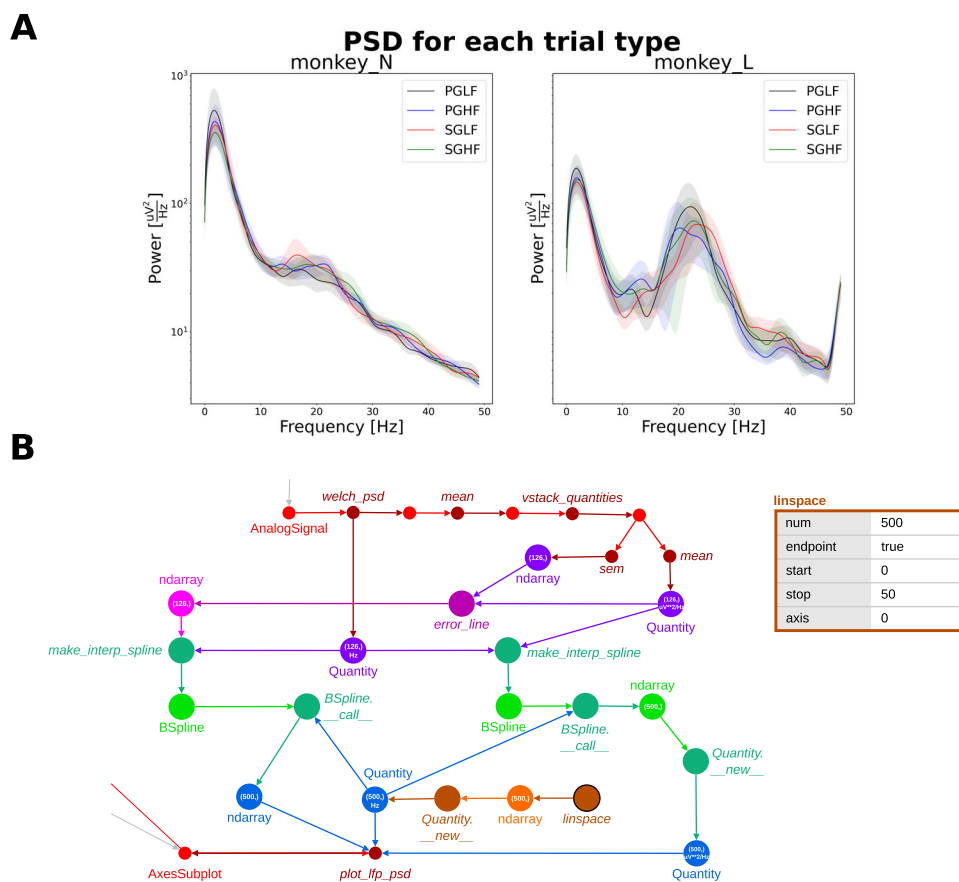 A
PSD for each trial type
monkey_N
monkey_L
10³
10²
10¹
Power [uV²/Hz]
PGLF
PGHF
SGLF
SGHF
0 10 20 30 40 50
Frequency [Hz]
Power [uV²/Hz]
PGLF
PGHF
SGLF
SGHF
0 10 20 30 40 50
Frequency [Hz]
B
welch_psd
mean
vstack_quantities
AnalogSignal
(126,)
ndarray
sem
mean
ndarray
(126,)
error_line
(126,)
uV**2/Hz
Quantity
make_interp_spline
(126,)
Hz
Quantity
make_interp_spline
BSpline
BSpline.
__call__
BSpline
BSpline.
__call__
ndarray
(500,)
Quantity.
__new__
(500,)
ndarray
Quantity
(500,)
Hz
Quantity.
__new__
(500,)
ndarray
linspace
AxesSubplot
plot_lfp_psd
(500,)
uV**2/Hz
Quantity
linspace
num 500
endpoint true
start 0
stop 50
axis 0